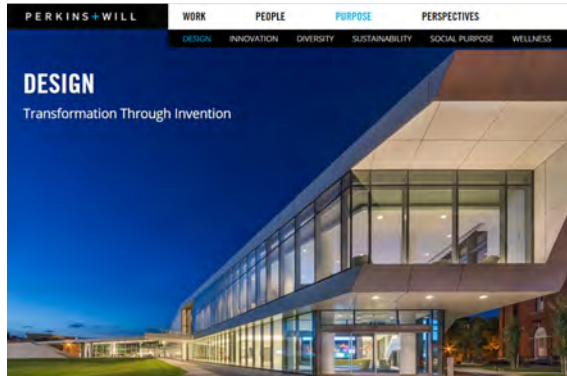 PERKINS+WILL WORK PEOPLE PURPOSE PERSPECTIVES
DESIGN INNOVATION DIVERSITY SUSTAINABILITY SOCIAL PURPOSE WELLNESS
DESIGN
Transformation Through Invention